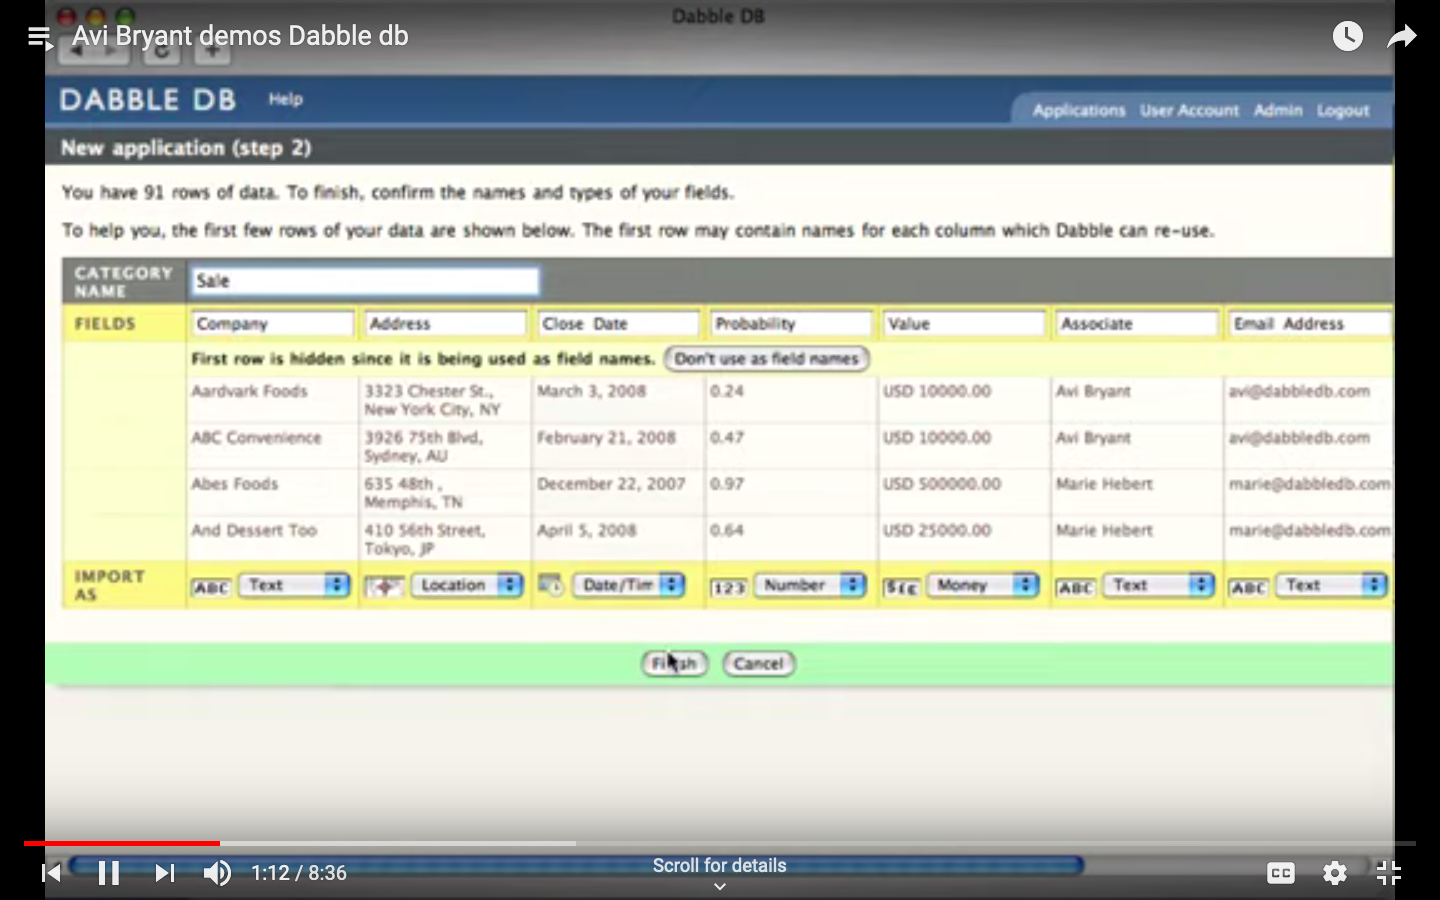 Dabble DB
Avi Bryant demos Dabble db
DABBLE DB Help
Applications User Account Admin Logout
New application (step 2)
You have 91 rows of data. To finish, confirm the names and types of your fields.
To help you, the first few rows of your data are shown below. The first row may contain names for each column which Dabble can re-use.
CATEGORY NAME Sale
FIELDS Company Address Close Date Probability Value Associate Email Address
First row is hidden since it is being used as field names. Don't use as field names
Aardvark Foods 3323 Chester St., New York City, NY March 3, 2008 0.24 USD 10000.00 Avi Bryant avi@dabbledb.com
ABC Convenience 3926 75th Blvd, Sydney, AU February 21, 2008 0.47 USD 10000.00 Avi Bryant avi@dabbledb.com
Abes Foods 635 48th , Memphis, TN December 22, 2007 0.97 USD 500000.00 Marie Hebert marie@dabbledb.com
And Dessert Too 410 56th Street, Tokyo, JP April 5, 2008 0.64 USD 25000.00 Marie Hebert marie@dabbledb.com
IMPORT AS ABC Text Location Date/Tim 123 Number $£€ Money ABC Text ABC Text
Finish Cancel
1:12 / 8:36
Scroll for details
CC